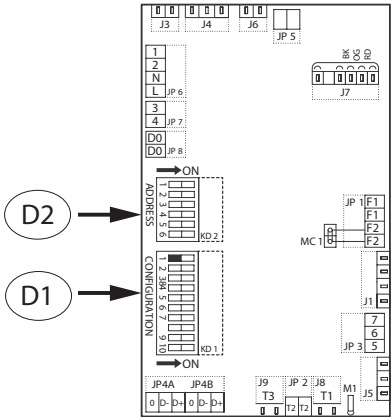 J3 J4 J6
JP 5
BK OG RD
J7
1
2
N
L JP 6
3
4 JP 7
D0
D0 JP 8
ON
D2
ADDRESS
1 2 3 4 5 6
KD 2
JP 1 F1
F1
F2
MC 1 F2
D1
CONFIGURATION
1 2 3 8 4 5 6 7 9 10
KD 1
ON
J1
7
6
JP 3 5
J5
JP4A JP4B
0 D- D+ 0 D- D+
J9 JP 2 J8 M1
T3 T1
T2 T2